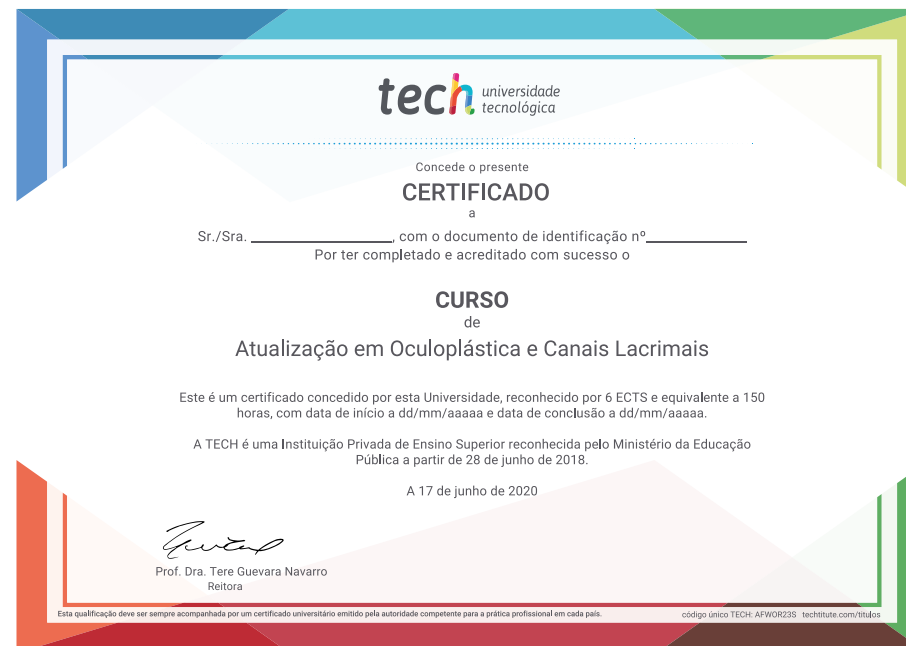 tech universidade
tecnológica
Concede o presente
CERTIFICADO
a
Sr./Sra. ____________________, com o documento de identificação nº______________
Por ter completado e acreditado com sucesso o
CURSO
de
Atualização em Oculoplástica e Canais Lacrimais
Este é um certificado concedido por esta Universidade, reconhecido por 6 ECTS e equivalente a 150
horas, com data de início a dd/mm/aaaaa e data de conclusão a dd/mm/aaaaa.
A TECH é uma Instituição Privada de Ensino Superior reconhecida pelo Ministério da Educação
Pública a partir de 28 de junho de 2018.
A 17 de junho de 2020
Prof. Dra. Tere Guevara Navarro
Reitora
Esta qualificação deve ser sempre acompanhada por um certificado universitário emitido pela autoridade competente para a prática profissional em cada país.
código único TECH: AFWOR23S techtitute.com/titulos